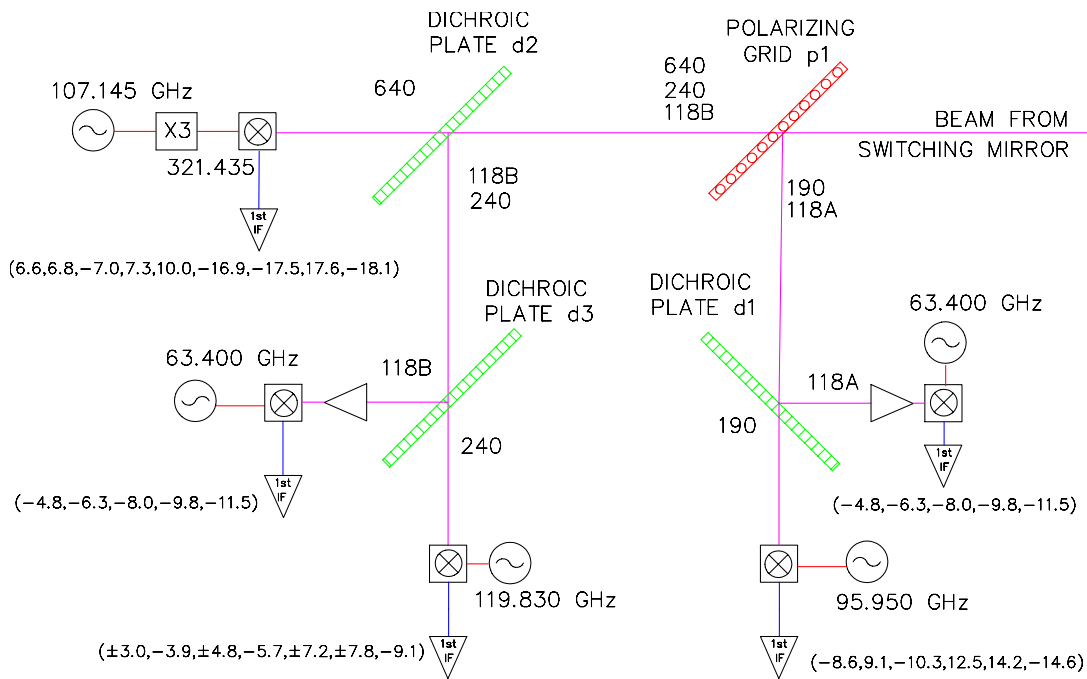 DICHROIC
PLATE d2
POLARIZING
GRID p1
640
640
240
118B
107.145 GHz
X3
321.435
BEAM FROM
SWITCHING MIRROR
118B
240
190
118A
1st
IF
(6.6,6.8,−7.0,7.3,10.0,−16.9,−17.5,17.6,−18.1)
DICHROIC
PLATE d3
DICHROIC
PLATE d1
63.400 GHz
63.400 GHz
118B
118A
240
190
1st
IF
(−4.8,−6.3,−8.0,−9.8,−11.5)
1st
IF
(−4.8,−6.3,−8.0,−9.8,−11.5)
119.830 GHz
95.950 GHz
1st
IF
(±3.0,−3.9,±4.8,−5.7,±7.2,±7.8,−9.1)
1st
IF
(−8.6,9.1,−10.3,12.5,14.2,−14.6)